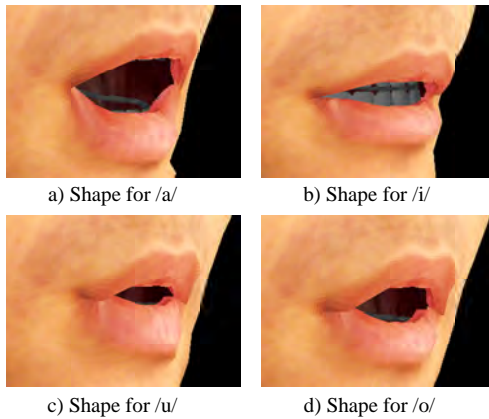 a) Shape for /a/
b) Shape for /i/
c) Shape for /u/
d) Shape for /o/